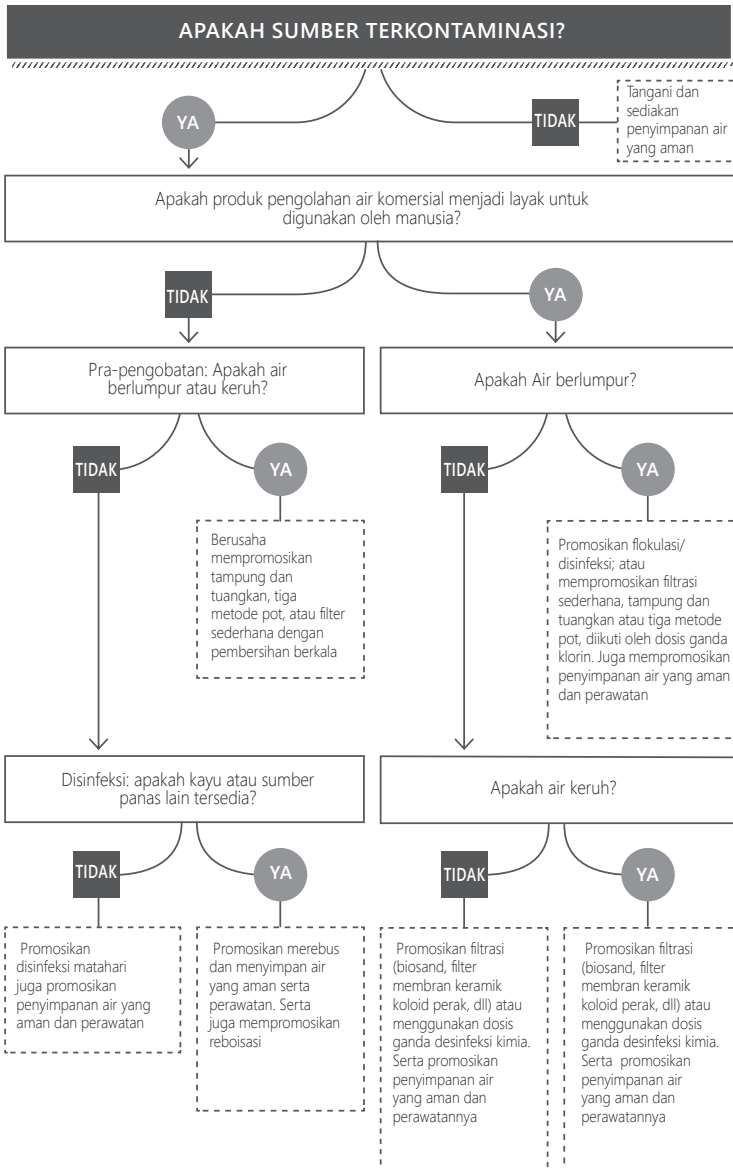 APAKAH SUMBER TERKONTAMINASI?
YA
TIDAK
Tangani dan
sediakan
penyimpanan air
yang aman
Apakah produk pengolahan air komersial menjadi layak untuk
digunakan oleh manusia?
TIDAK
YA
Pra-pengobatan: Apakah air
berlumpur atau keruh?
Apakah Air berlumpur?
TIDAK
YA
TIDAK
YA
Berusaha
mempromosikan
tampung dan
tuangkan, tiga
metode pot, atau filter
sederhana dengan
pembersihan berkala
Promosikan flokulasi/
disinfeksi; atau
mempromosikan filtrasi
sederhana, tampung dan
tuangkan atau tiga metode
pot, diikuti oleh dosis ganda
klorin. Juga mempromosikan
penyimpanan air yang aman
dan perawatan
Disinfeksi: apakah kayu atau sumber
panas lain tersedia?
Apakah air keruh?
TIDAK
YA
TIDAK
YA
Promosikan
disinfeksi matahari
juga promosikan
penyimpanan air yang
aman dan perawatan
Promosikan merebus
dan menyimpan air
yang aman serta
perawatan. Serta
juga mempromosikan
reboisasi
Promosikan filtrasi
(biosand, filter
membran keramik
koloid perak, dll) atau
menggunakan dosis
ganda desinfeksi kimia.
Serta promosikan
penyimpanan air
yang aman dan
perawatannya
Promosikan filtrasi
(biosand, filter
membran keramik
koloid perak, dll) atau
menggunakan dosis
ganda desinfeksi kimia.
Serta promosikan
penyimpanan air
yang aman dan
perawatannya